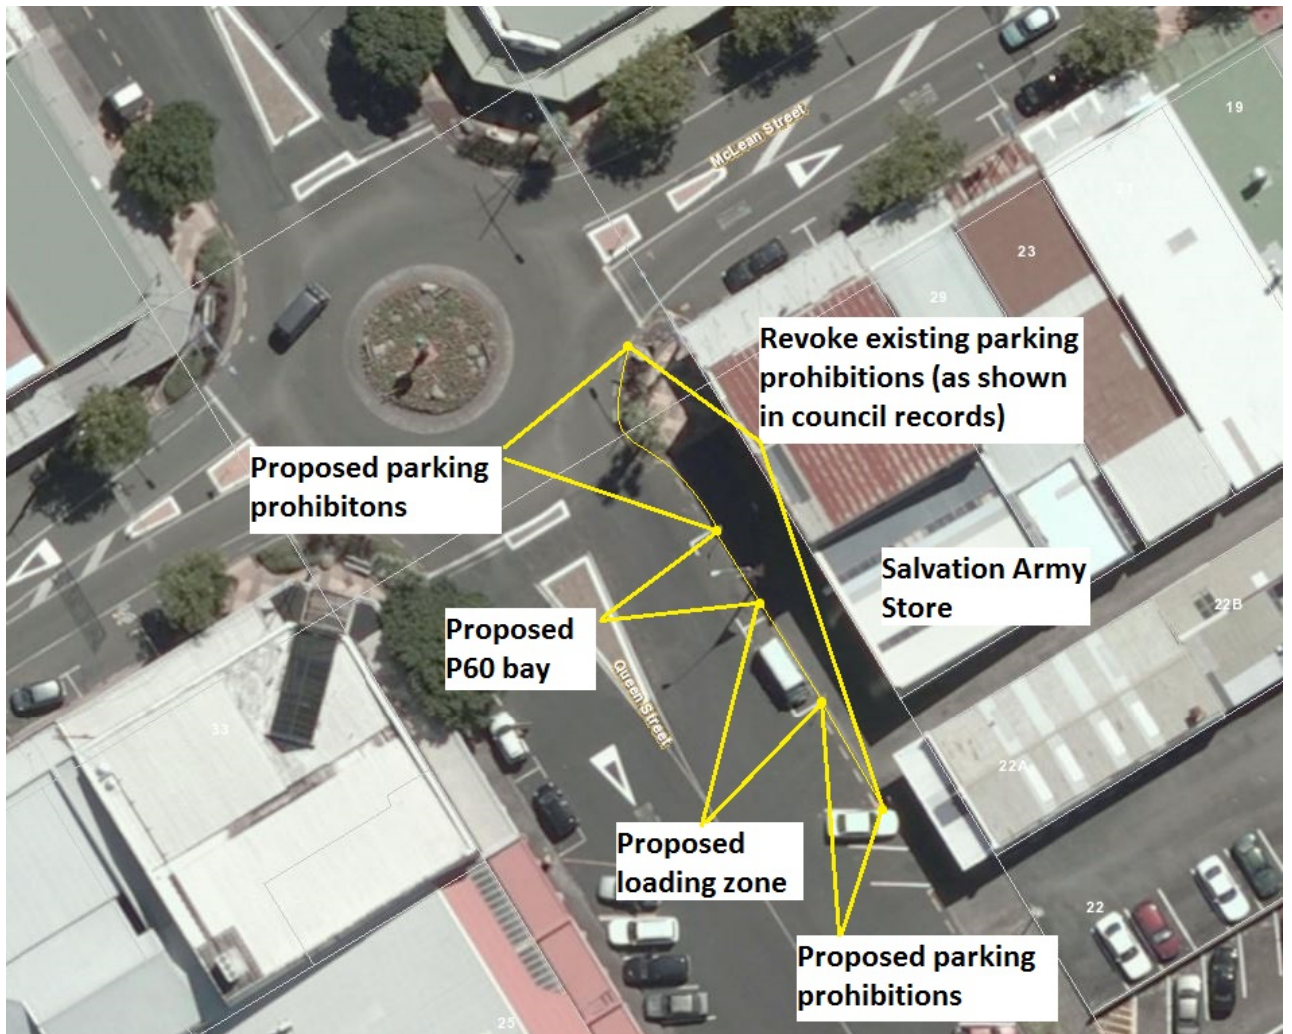 McLean Street
19
21
23
29
Revoke existing parking
prohibitions (as shown
in council records)
Proposed parking
prohibitons
Salvation Army
Store
22B
Proposed
P60 bay
Queen Street
33
22A
Proposed
loading zone
22
Proposed parking
prohibitions
25